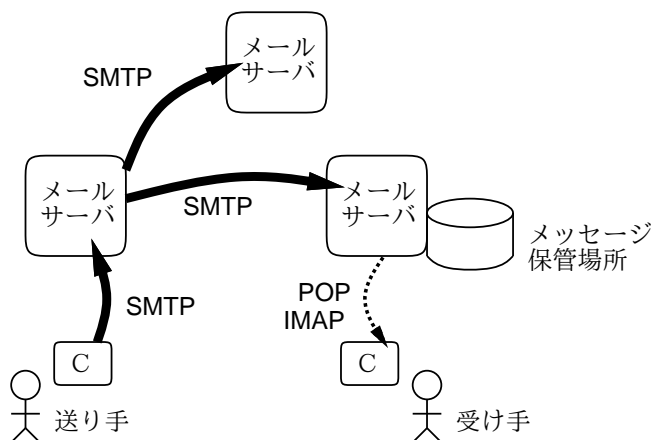 メール
サーバ
SMTP
メール
サーバ
SMTP
メール
サーバ
メッセージ
保管場所
SMTP
POP
IMAP
C
C
送り手
受け手